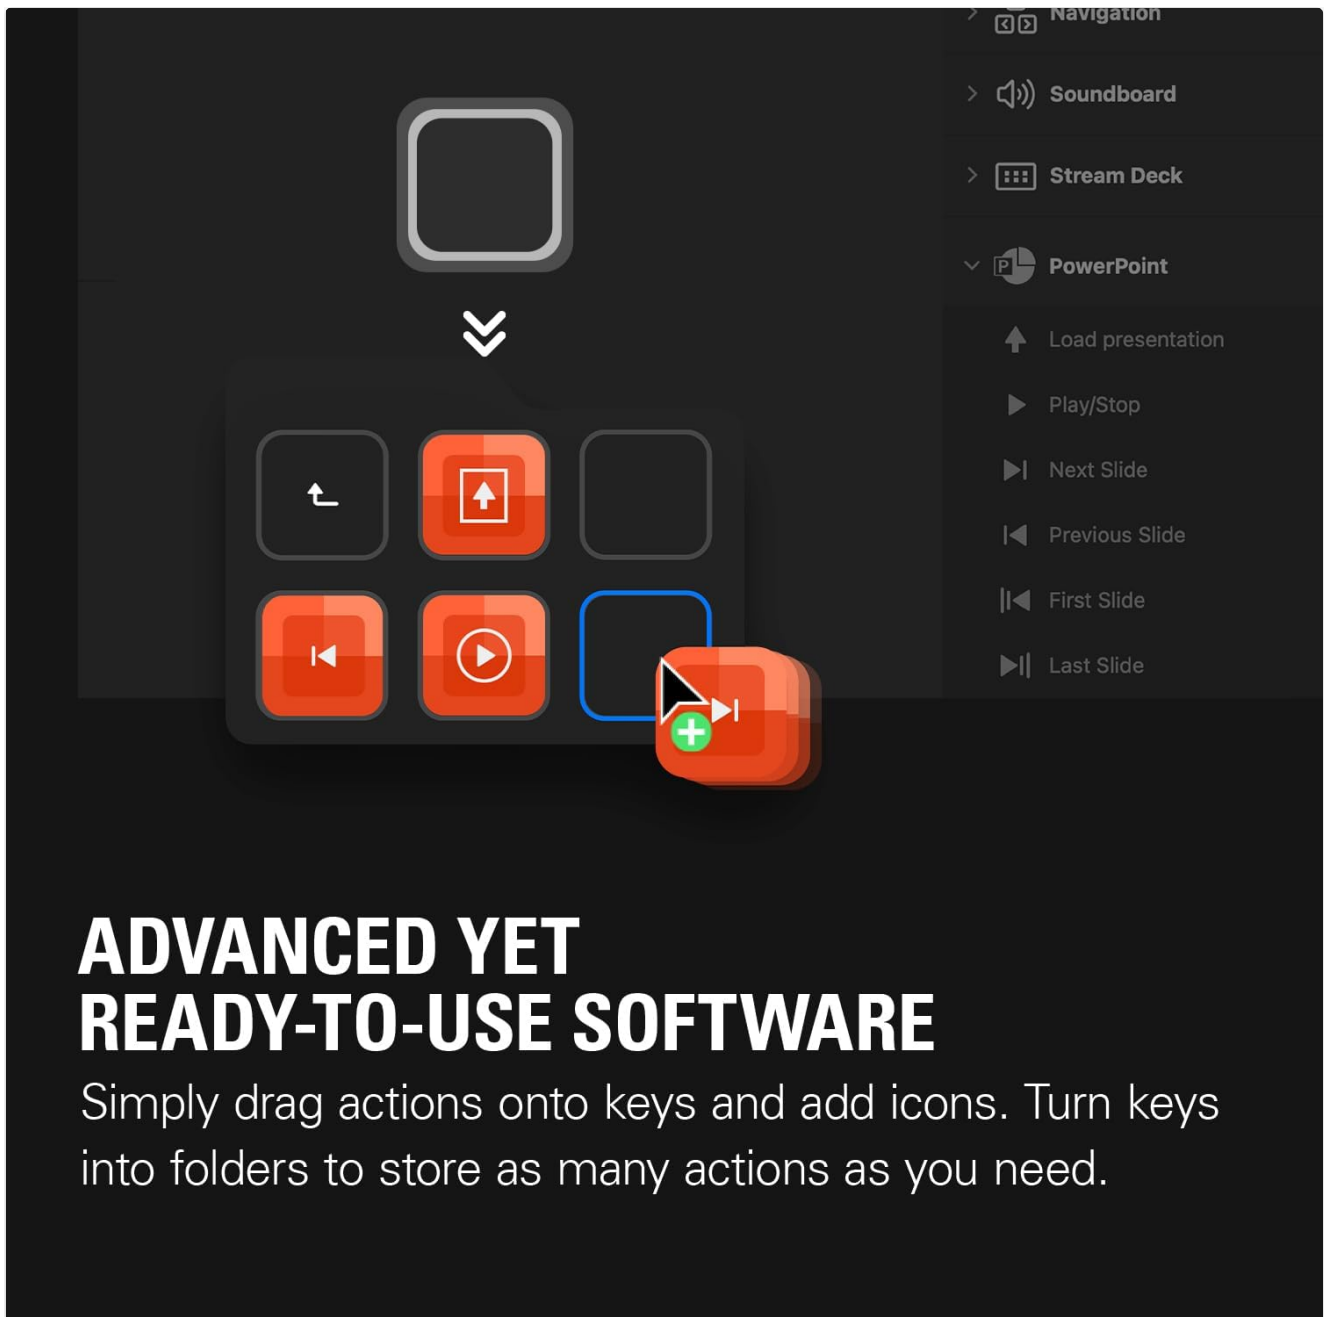 Navigation
Soundboard
Stream Deck
P PowerPoint
Load presentation
Play/Stop
Next Slide
Previous Slide
First Slide
Last Slide
ADVANCED YET
READY-TO-USE SOFTWARE
Simply drag actions onto keys and add icons. Turn keys
into folders to store as many actions as you need.